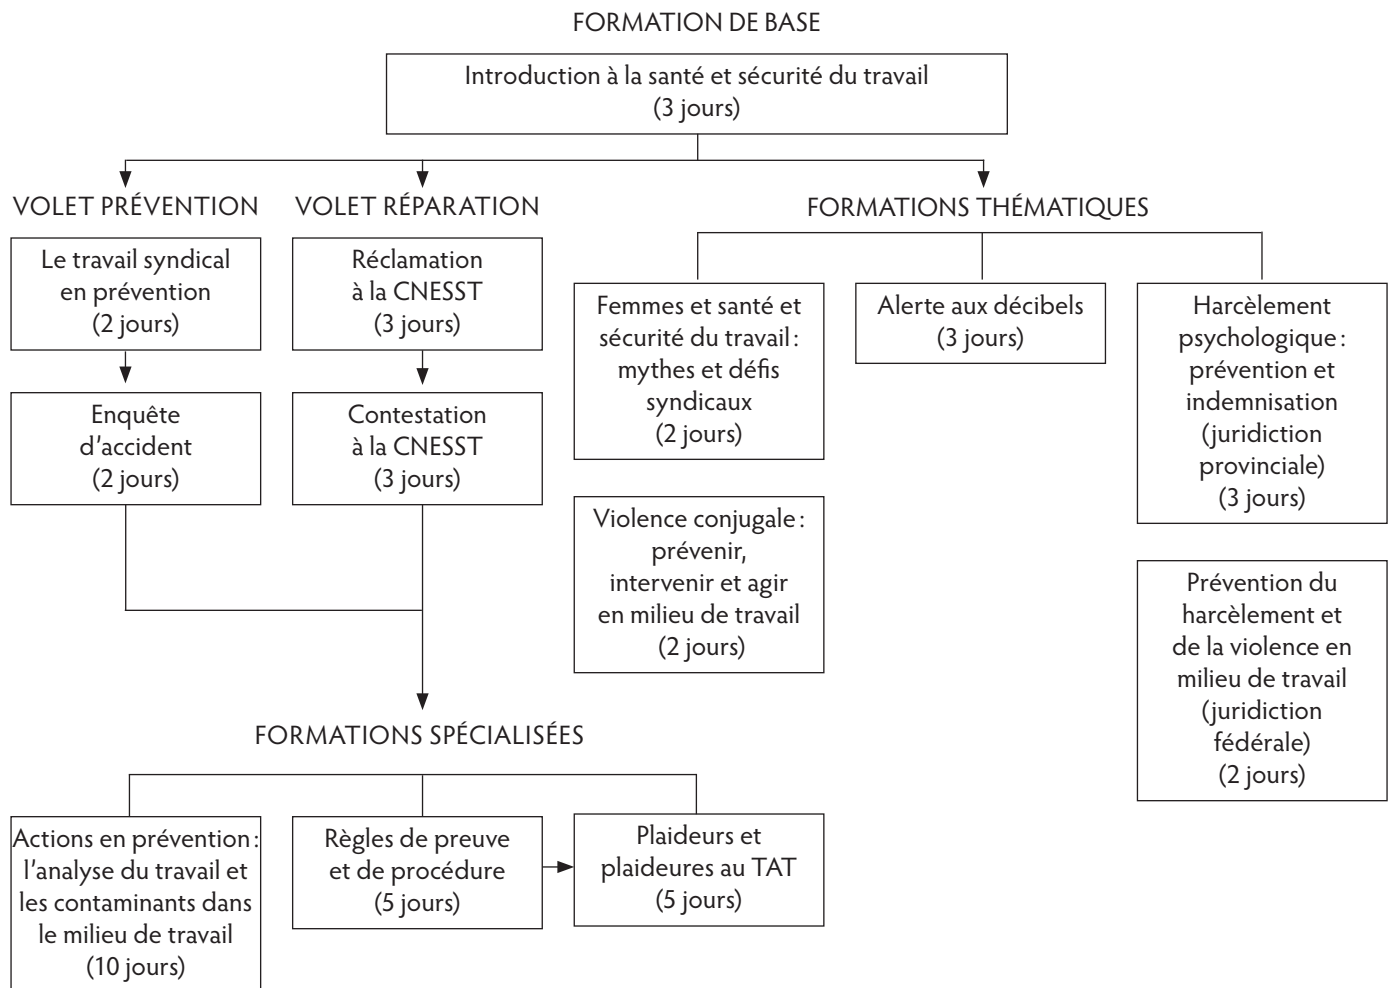 FORMATION DE BASE
Introduction à la santé et sécurité du travail
(3 jours)
VOLET PRÉVENTION
Le travail syndical
en prévention
(2 jours)
Enquête
d'accident
(2 jours)
VOLET RÉPARATION
Réclamation
à la CNESST
(3 jours)
Contestation
à la CNESST
(3 jours)
FORMATIONS THÉMATIQUES
Femmes et santé et
sécurité du travail :
mythes et défis
syndicaux
(2 jours)
Violence conjugale :
prévenir,
intervenir et agir
en milieu de travail
(2 jours)
Alerte aux décibels
(3 jours)
Harcèlement
psychologique :
prévention et
indemnisation
(juridiction
provinciale)
(3 jours)
Prévention du
harcèlement et
de la violence en
milieu de travail
(juridiction
fédérale)
(2 jours)
FORMATIONS SPÉCIALISÉES
Actions en prévention :
l'analyse du travail et
les contaminants dans
le milieu de travail
(10 jours)
Règles de preuve
et de procédure
(5 jours)
Plaideurs et
plaideures au TAT
(5 jours)